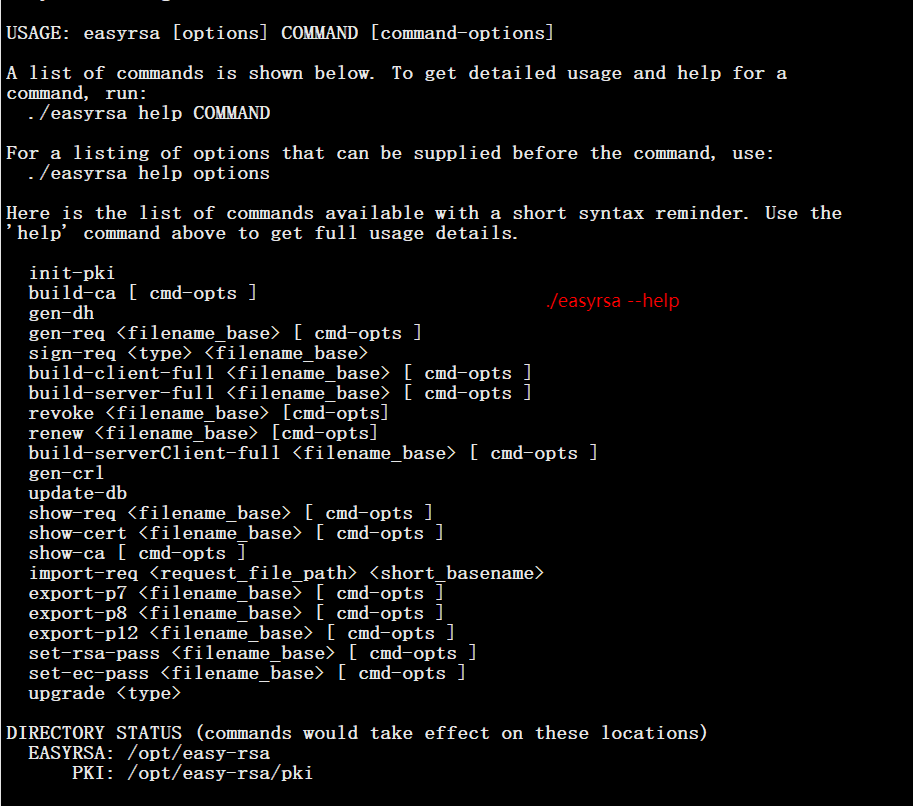 USAGE: easyrsa [options] COMMAND [command-options]
A list of commands is shown below. To get detailed usage and help for a
command, run:
./easyrsa help COMMAND
For a listing of options that can be supplied before the command, use:
./easyrsa help options
Here is the list of commands available with a short syntax reminder. Use the
'help' command above to get full usage details.
init-pki
build-ca [ cmd-opts ]
./easyrsa --help
gen-dh
gen-req <filename_base> [ cmd-opts ]
sign-req <type> <filename_base>
build-client-full <filename_base> [ cmd-opts ]
build-server-full <filename_base> [ cmd-opts ]
revoke <filename_base> [cmd-opts]
renew <filename_base> [cmd-opts]
build-serverClient-full <filename_base> [ cmd-opts ]
gen-crl
update-db
show-req <filename_base> [ cmd-opts ]
show-cert <filename_base> [ cmd-opts ]
show-ca [ cmd-opts ]
import-req <request_file_path> <short_basename>
export-p7 <filename_base> [ cmd-opts ]
export-p8 <filename_base> [ cmd-opts ]
export-p12 <filename_base> [ cmd-opts ]
set-rsa-pass <filename_base> [ cmd-opts ]
set-ec-pass <filename_base> [ cmd-opts ]
upgrade <type>
DIRECTORY STATUS (commands would take effect on these locations)
EASYRSA: /opt/easy-rsa
PKI: /opt/easy-rsa/pki